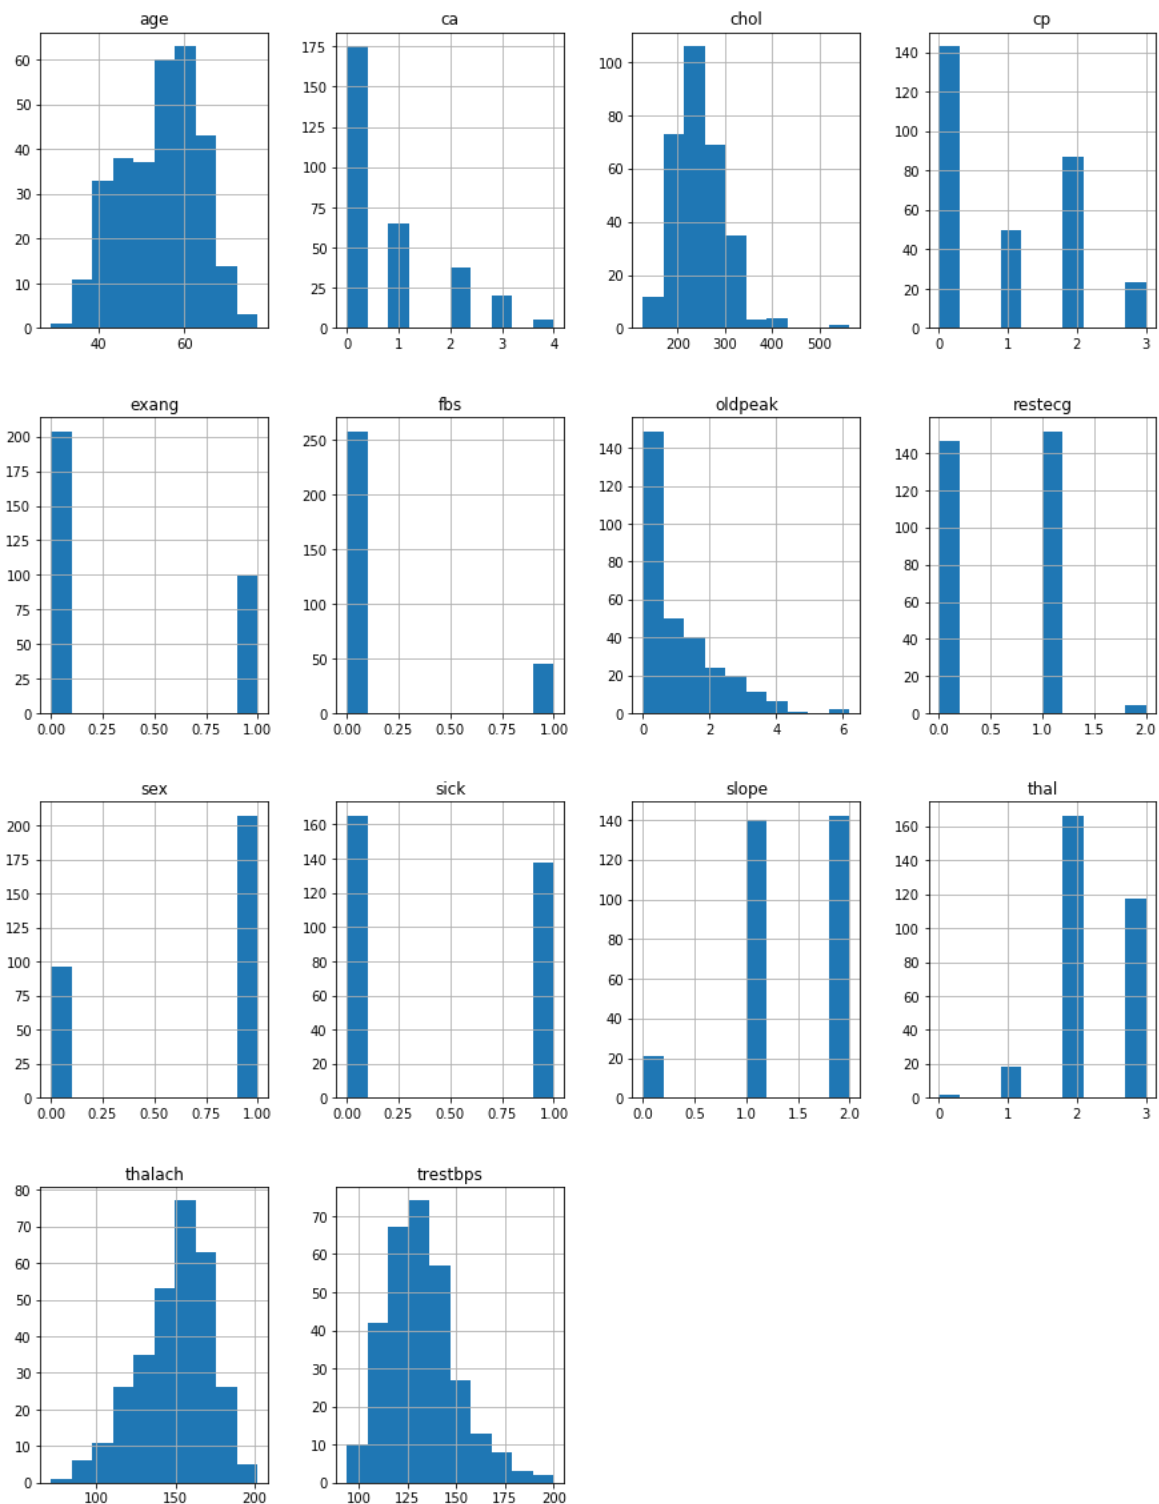 age ca chol cp
60 50 40 30 20 10 0
40 60
175 150 125 100 75 50 25 0
0 1 2 3 4
100 80 60 40 20 0
200 300 400 500
140 120 100 80 60 40 20 0
0 1 2 3
exang fbs oldpeak restecg
200 175 150 125 100 75 50 25 0
0.00 0.25 0.50 0.75 1.00
250 200 150 100 50 0
0.00 0.25 0.50 0.75 1.00
140 120 100 80 60 40 20 0
0 2 4 6
140 120 100 80 60 40 20 0
0.0 0.5 1.0 1.5 2.0
sex sick slope thal
200 175 150 125 100 75 50 25 0
0.00 0.25 0.50 0.75 1.00
160 140 120 100 80 60 40 20 0
0.00 0.25 0.50 0.75 1.00
140 120 100 80 60 40 20 0
0.0 0.5 1.0 1.5 2.0
160 140 120 100 80 60 40 20 0
0 1 2 3
thalach trestbps
80 70 60 50 40 30 20 10 0
100 150 200
70 60 50 40 30 20 10 0
100 125 150 175 200